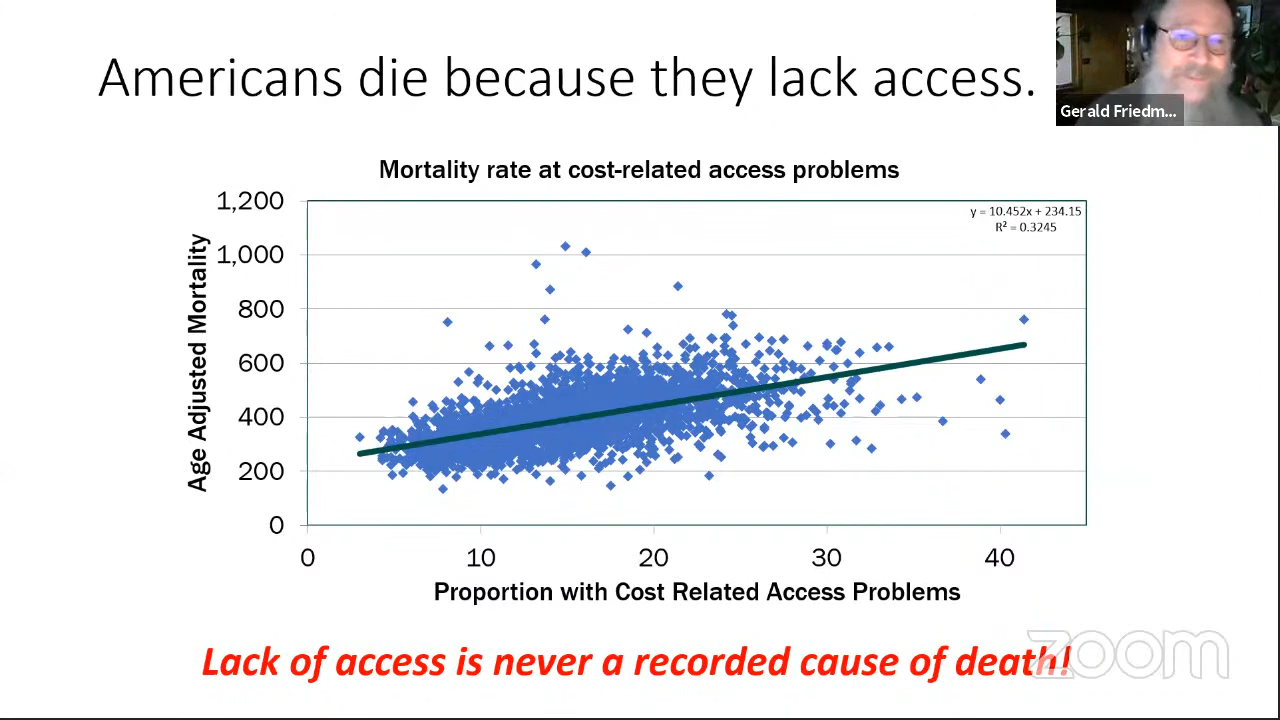 Americans die because they lack access.
Gerald Friedm...
Mortality rate at cost-related access problems
y = 10.452x + 234.15
R² = 0.3245
1,200
1,000
800
600
400
200
0
Age Adjusted Mortality
0 10 20 30 40
Proportion with Cost Related Access Problems
Lack of access is never a recorded cause of death!
zoom